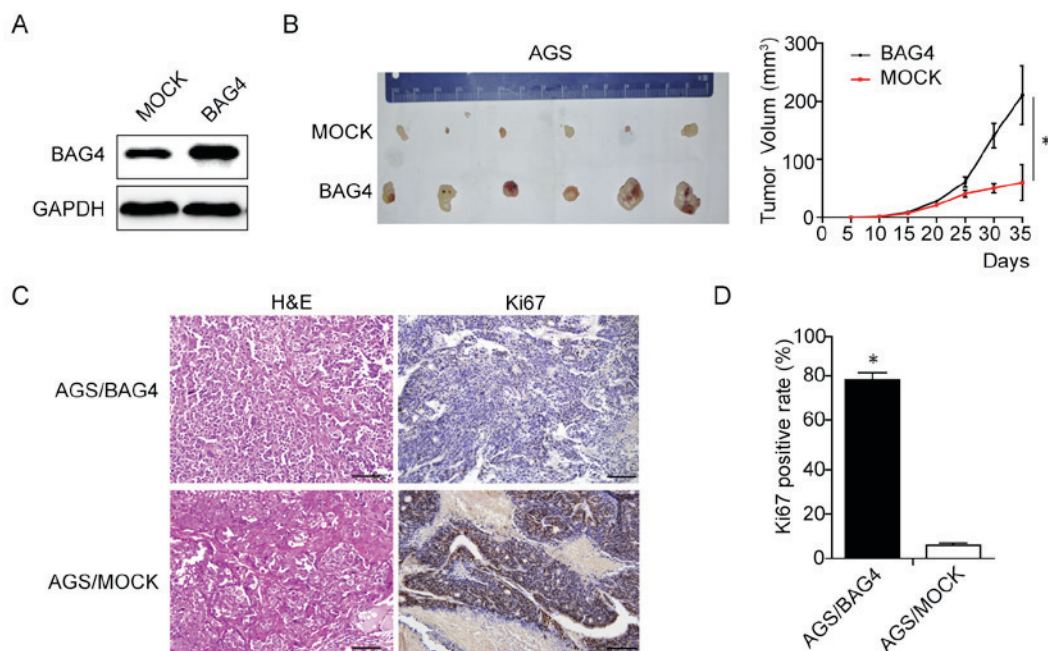 A
MOCK
BAG4
BAG4
GAPDH
B
AGS
MOCK
BAG4
Tumor Volum (mm³)
300
200
100
0
BAG4
MOCK
*
0 5 10 15 20 25 30 35
Days
C
H&E
Ki67
AGS/BAG4
AGS/MOCK
D
Ki67 positive rate (%)
100
80
60
40
20
0
*
AGS/BAG4
AGS/MOCK